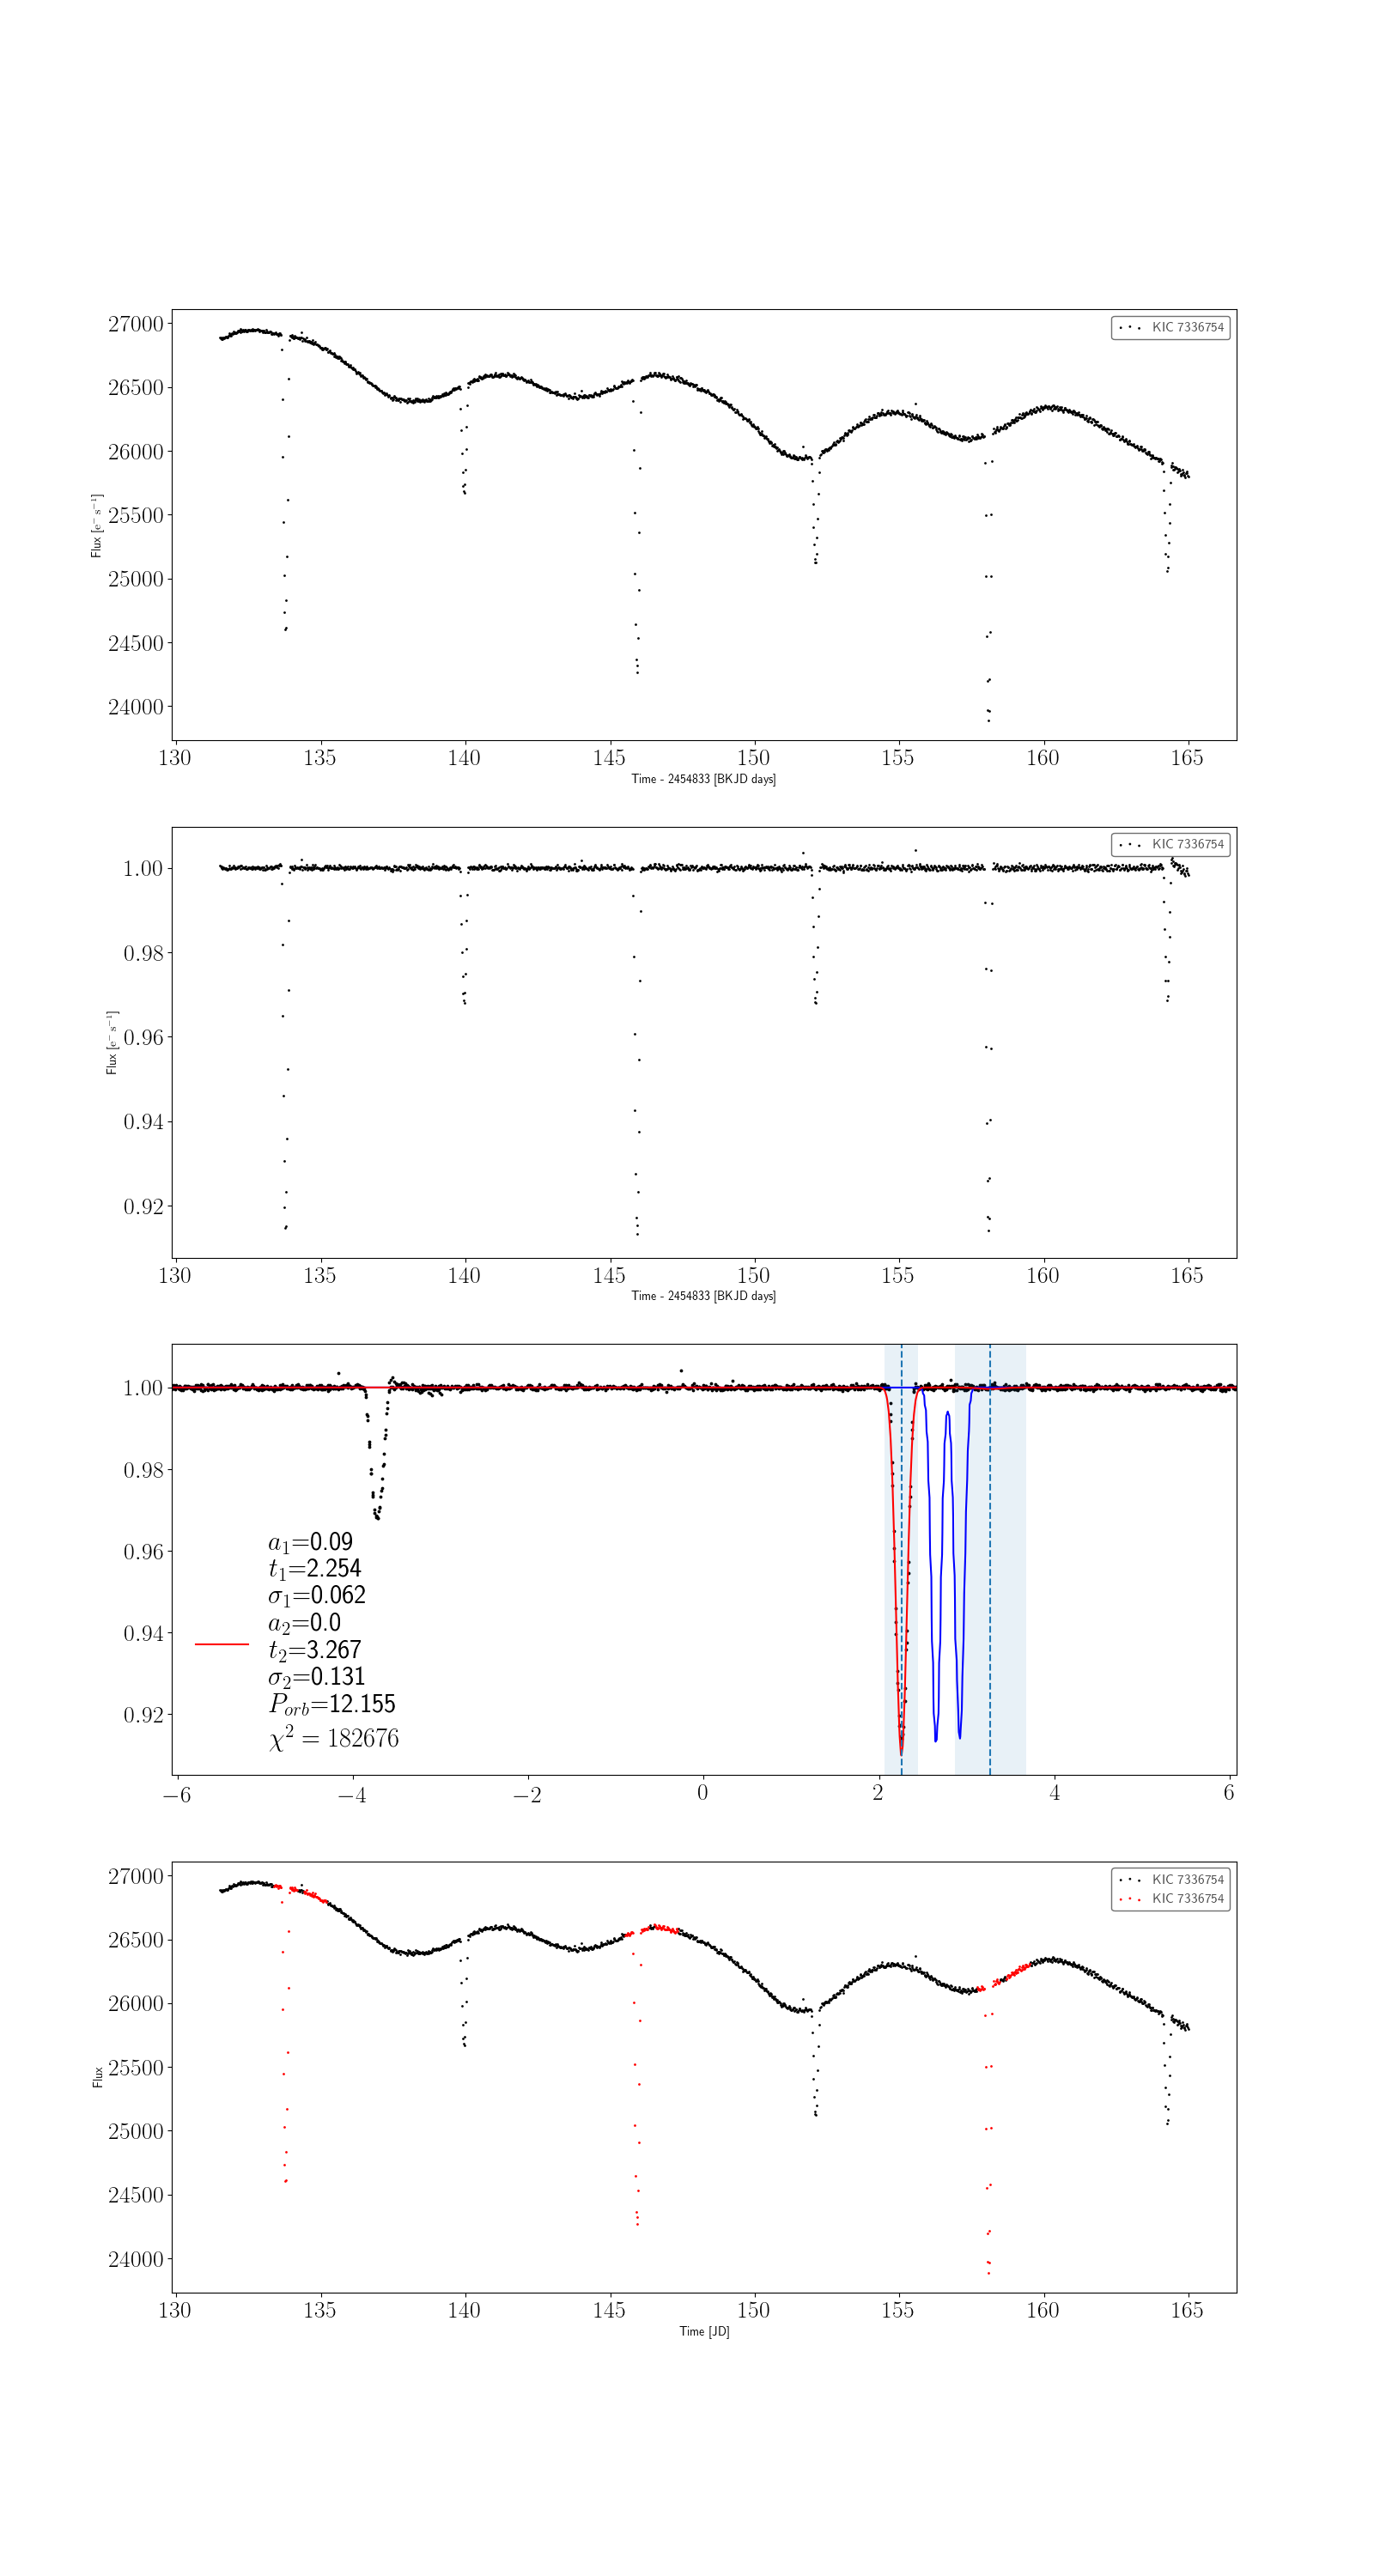 27000
26500
26000
25500
25000
24500
24000
Flux [e⁻ s⁻¹]
KIC 7336754
130 135 140 145 150 155 160 165
Time - 2454833 [BKJD days]
1.00
0.98
0.96
0.94
0.92
Flux [e⁻ s⁻¹]
KIC 7336754
130 135 140 145 150 155 160 165
Time - 2454833 [BKJD days]
1.00
0.98
0.96
0.94
0.92
a₁=0.09
t₁=2.254
σ₁=0.062
a₂=0.0
t₂=3.267
σ₂=0.131
P_orb=12.155
χ² = 182676
−6 −4 −2 0 2 4 6
27000
26500
26000
25500
25000
24500
24000
Flux
KIC 7336754
KIC 7336754
130 135 140 145 150 155 160 165
Time [JD]